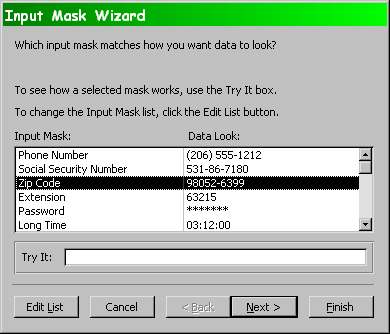 Input Mask Wizard
Which input mask matches how you want data to look?
To see how a selected mask works, use the Try It box.
To change the Input Mask list, click the Edit List button.
Input Mask: Data Look:
Phone Number (206) 555-1212
Social Security Number 531-86-7180
Zip Code 98052-6399
Extension 63215
Password *******
Long Time 03:12:00
Try It:
Edit List Cancel < Back Next > Finish